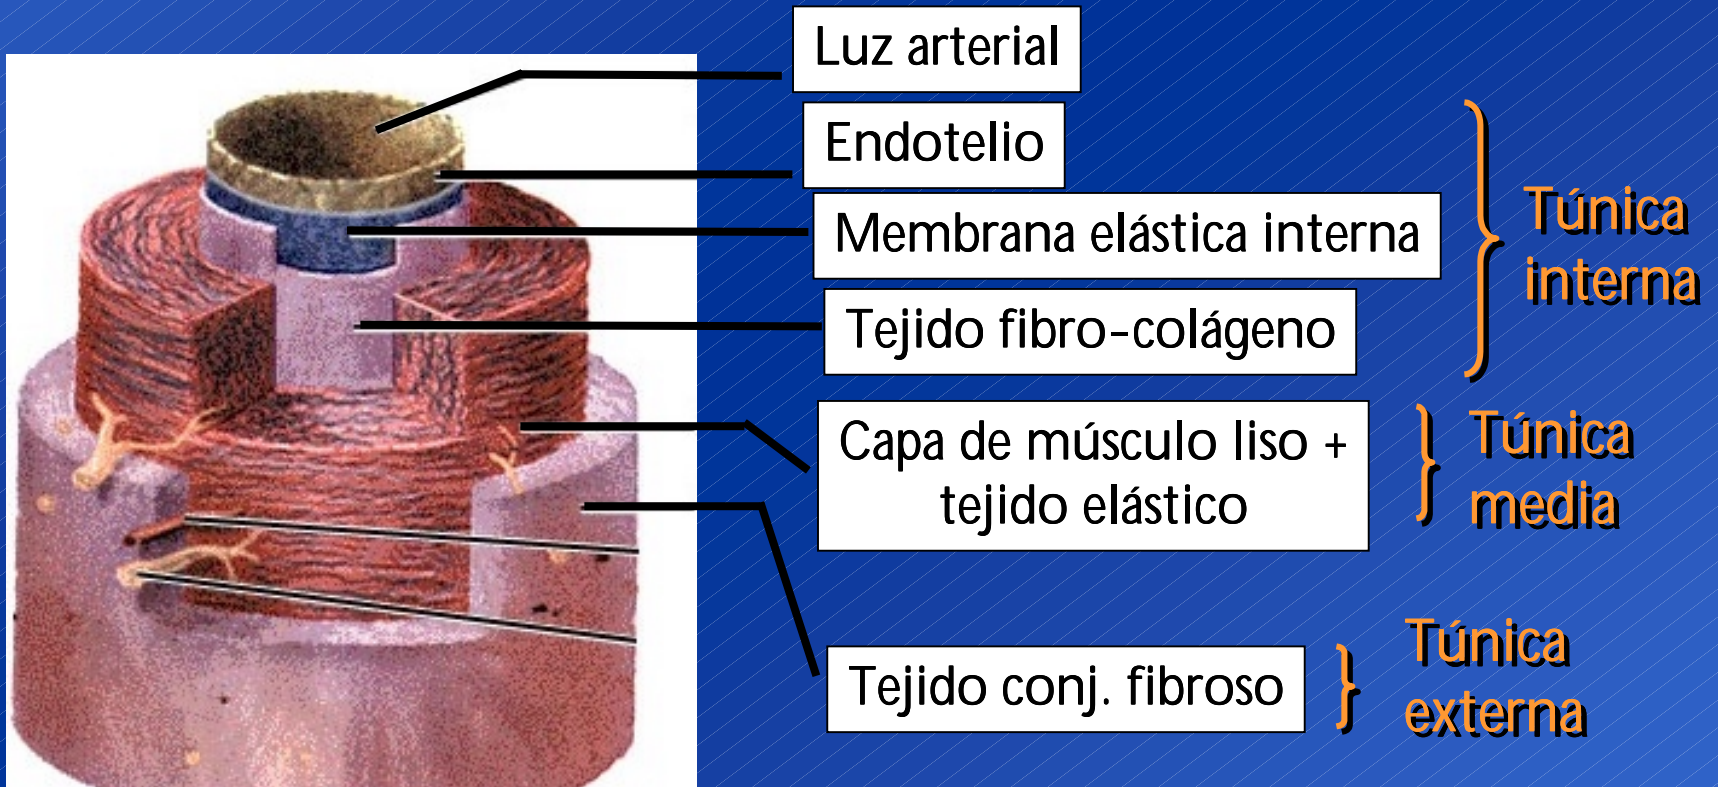 Luz arterial
Endotelio
Membrana elástica interna
Tejido fibro-colágeno
Túnica
interna
Capa de músculo liso +
tejido elástico
Túnica
media
Tejido conj. fibroso
Túnica
externa